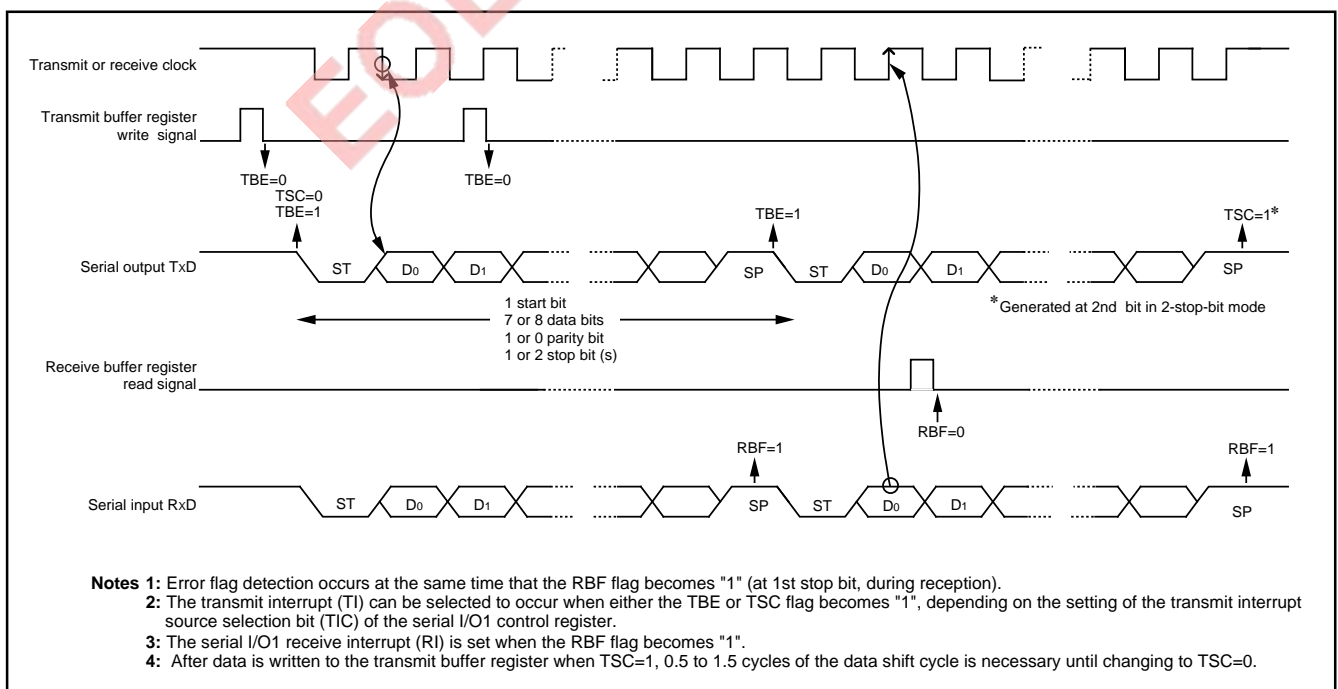 EOL
Transmit or receive clock
Transmit buffer register
write signal
TBE=0
TSC=0
TBE=1
TBE=0
TBE=1
TSC=1*
Serial output TxD
ST D0 D1 SP ST D0 D1 SP
1 start bit
7 or 8 data bits
1 or 0 parity bit
1 or 2 stop bit (s)
*Generated at 2nd bit in 2-stop-bit mode
Receive buffer register
read signal
RBF=0
RBF=1
RBF=1
Serial input RxD
ST D0 D1 SP ST D0 D1 SP
Notes 1: Error flag detection occurs at the same time that the RBF flag becomes "1" (at 1st stop bit, during reception).
2: The transmit interrupt (TI) can be selected to occur when either the TBE or TSC flag becomes "1", depending on the setting of the transmit interrupt
source selection bit (TIC) of the serial I/O1 control register.
3: The serial I/O1 receive interrupt (RI) is set when the RBF flag becomes "1".
4: After data is written to the transmit buffer register when TSC=1, 0.5 to 1.5 cycles of the data shift cycle is necessary until changing to TSC=0.